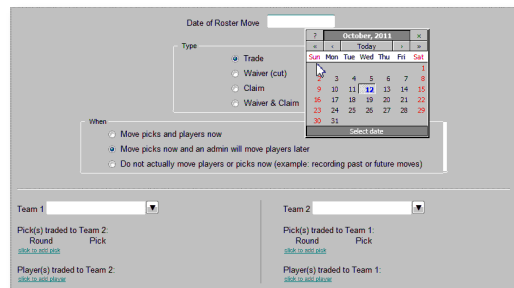 Date of Roster Move
? October, 2011 ×
« ‹ Today › »
Sun Mon Tue Wed Thu Fri Sat
1
2 3 4 5 6 7 8
9 10 11 12 13 14 15
16 17 18 19 20 21 22
23 24 25 26 27 28 29
30 31
Select date
Type
Trade
Waiver (cut)
Claim
Waiver & Claim
When
Move picks and players now
Move picks now and an admin will move players later
Do not actually move players or picks now (example: recording past or future moves)
Team 1
Pick(s) traded to Team 2:
Round Pick
click to add pick
Player(s) traded to Team 2:
click to add player
Team 2
Pick(s) traded to Team 1:
Round Pick
click to add pick
Player(s) traded to Team 1:
click to add player